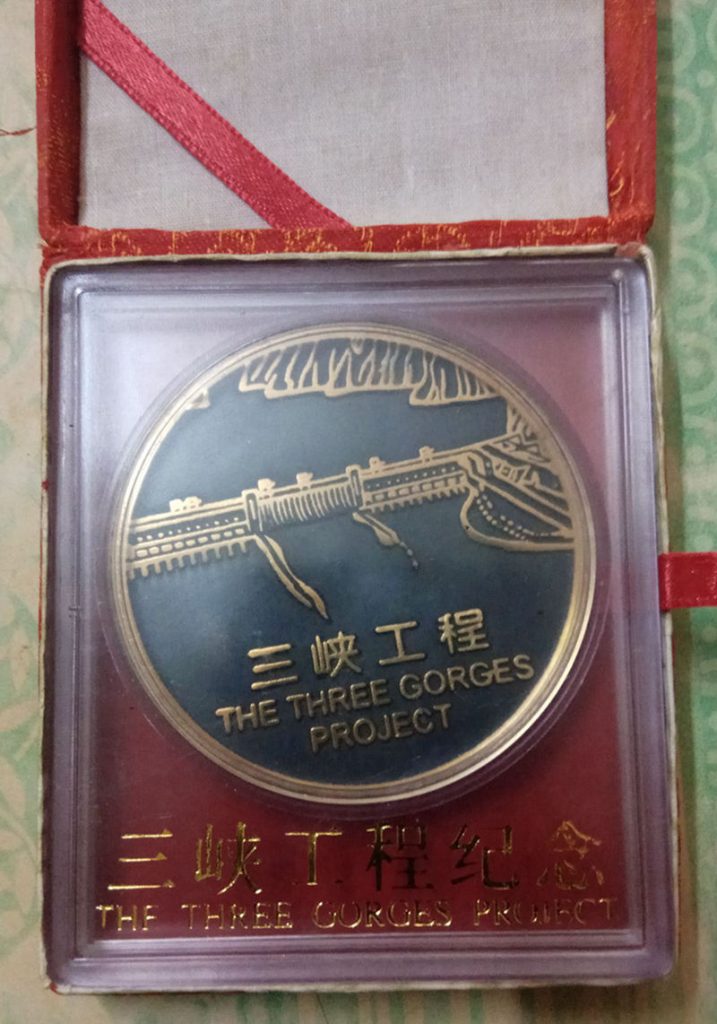 三峡工程
THE THREE GORGES
PROJECT
三峡工程纪念
THE THREE GORGES PROJECT